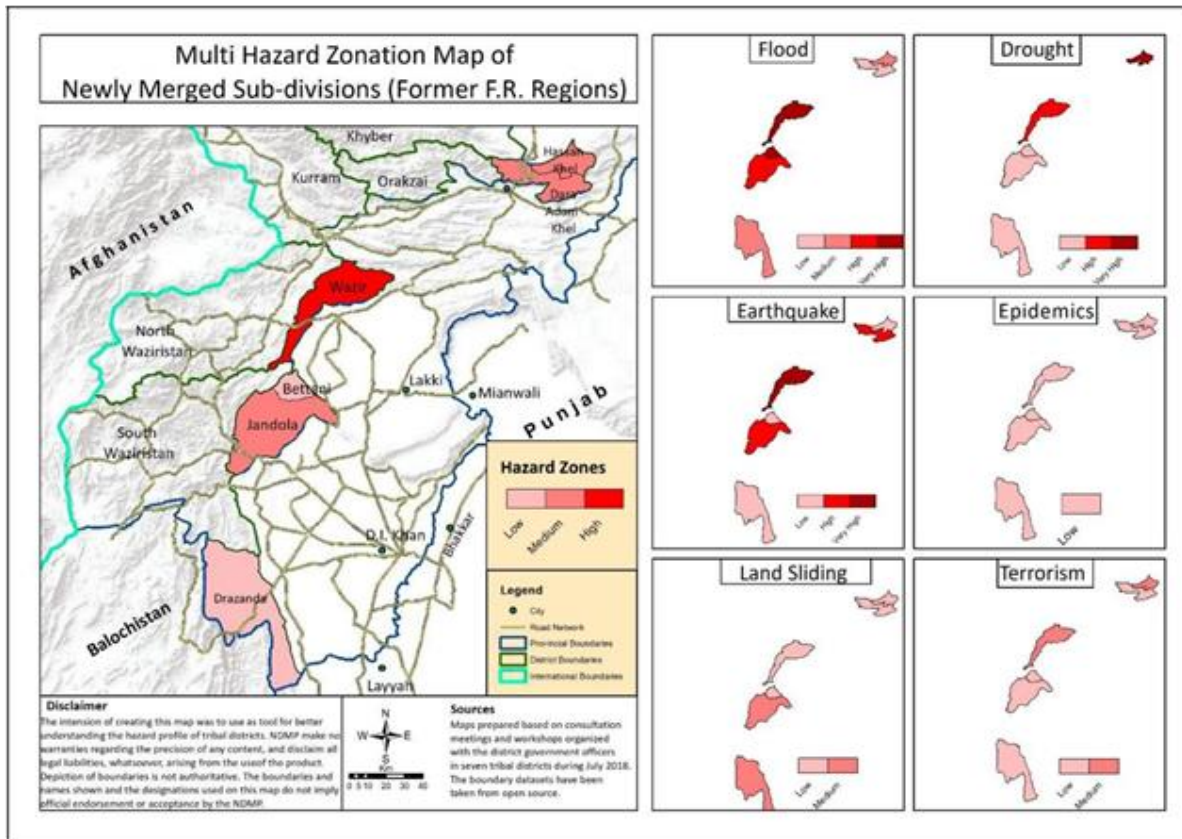 Multi Hazard Zonation Map of
Newly Merged Sub-divisions (Former F.R. Regions)
Khyber
Hassan
Khel
Kurram
Orakzai
Dara
Adam
Khel
Afghanistan
Wazir
North
Waziristan
Bettani
Lakki
Mianwali
Punjab
Jandola
South
Waziristan
D.I. Khan
Bhakkar
Drazanda
Balochistan
Layyah
Hazard Zones
Low
Medium
High
Legend
City
Road Network
Provincial Boundaries
District Boundaries
International Boundaries
Disclaimer
The intension of creating this map was to use as tool for better
understanding the hazard profile of tribal districts. NDMP make no
warranties regarding the precision of any content, and disclaim all
legal liabilities, whatsoever, arising from the useof the product.
Depiction of boundaries is not authoritative. The boundaries and
names shown and the designations used on this map do not imply
official endorsement or acceptance by the NDMP.
N
W E
S
Km
0 5 10 20 30 40
Sources
Maps prepared based on consultation
meetings and workshops organized
with the district government officers
in seven tribal districts during July 2018.
The boundary datasets have been
taken from open source.
Flood
Low
Medium
High
Very High
Drought
Low
High
Very High
Earthquake
Low
High
Very High
Epidemics
Low
Land Sliding
Low
Medium
Terrorism
Low
Medium